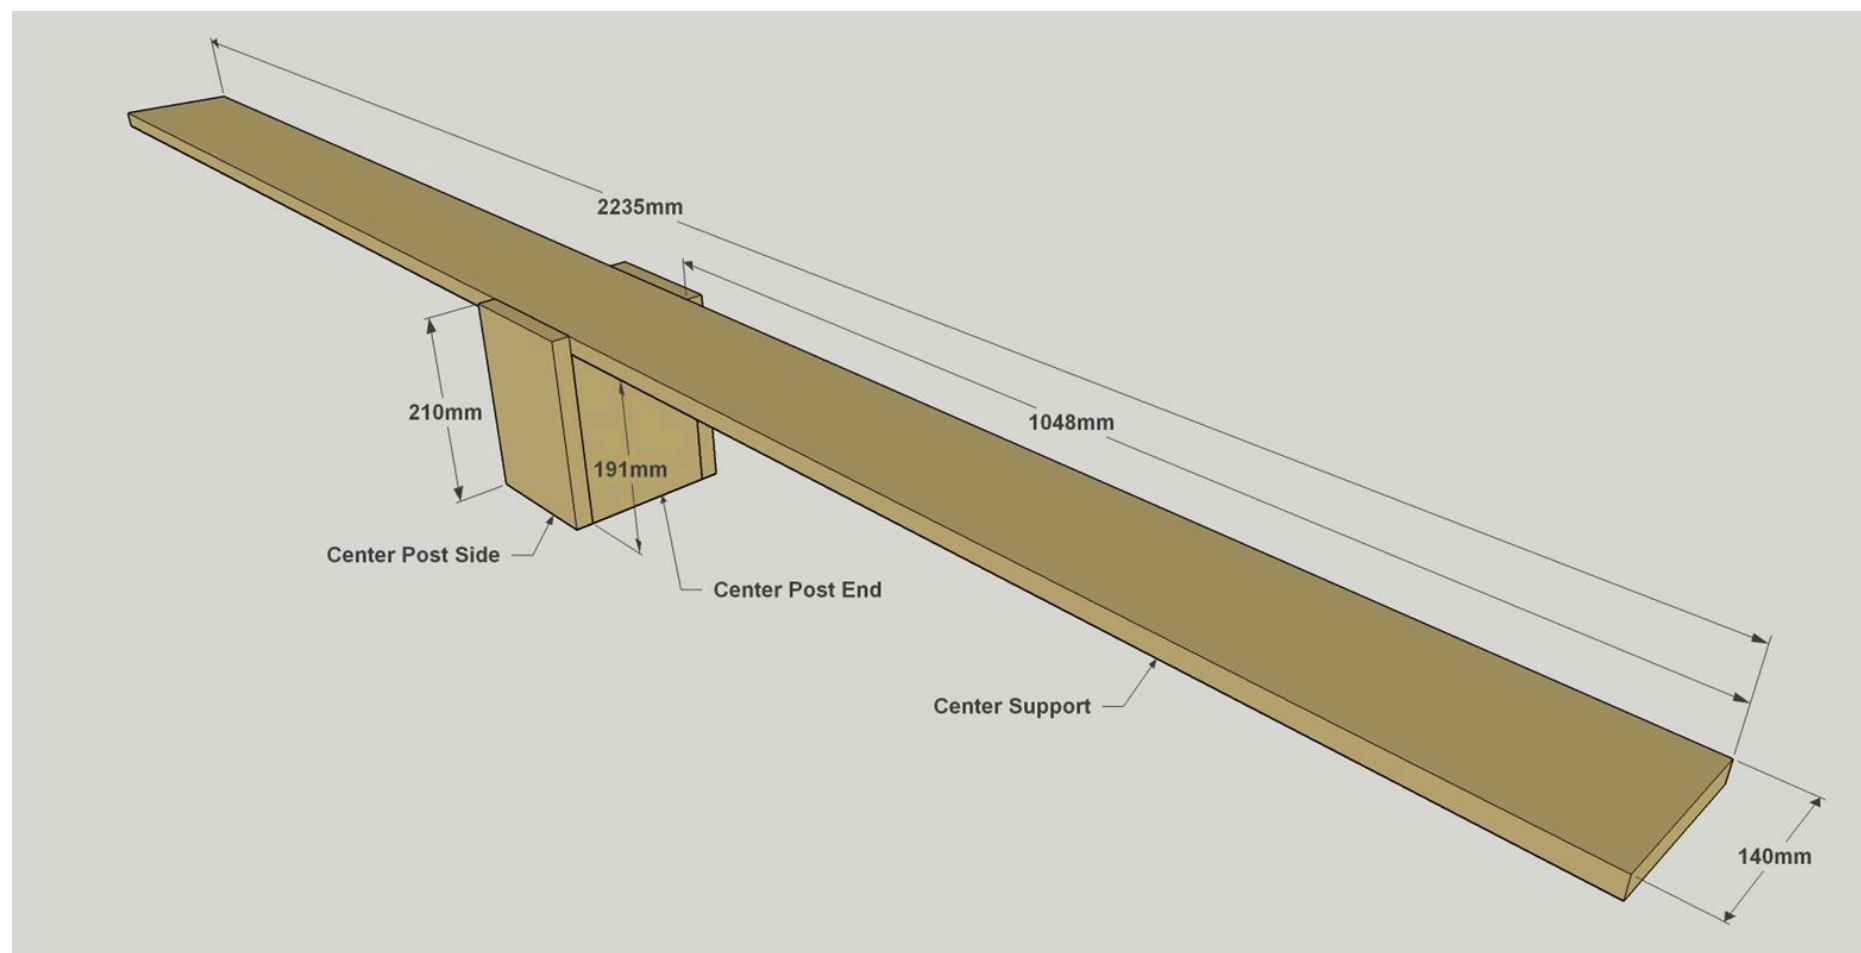 2235mm
1048mm
210mm
191mm
Center Post Side
Center Post End
Center Support
140mm